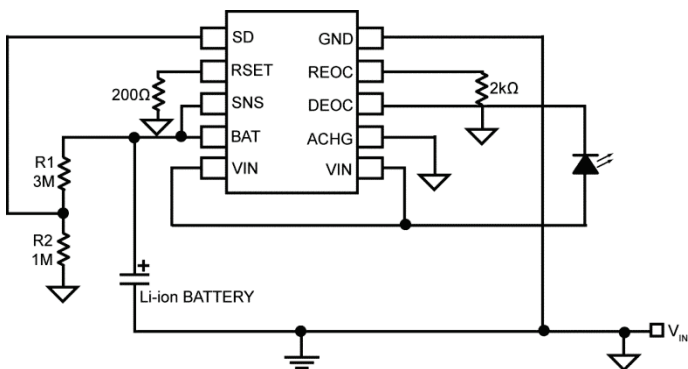 SD
GND
RSET
REOC
200Ω
2kΩ
SNS
DEOC
BAT
ACHG
R1
3M
VIN
VIN
R2
1M
+
Li-ion BATTERY
VIN